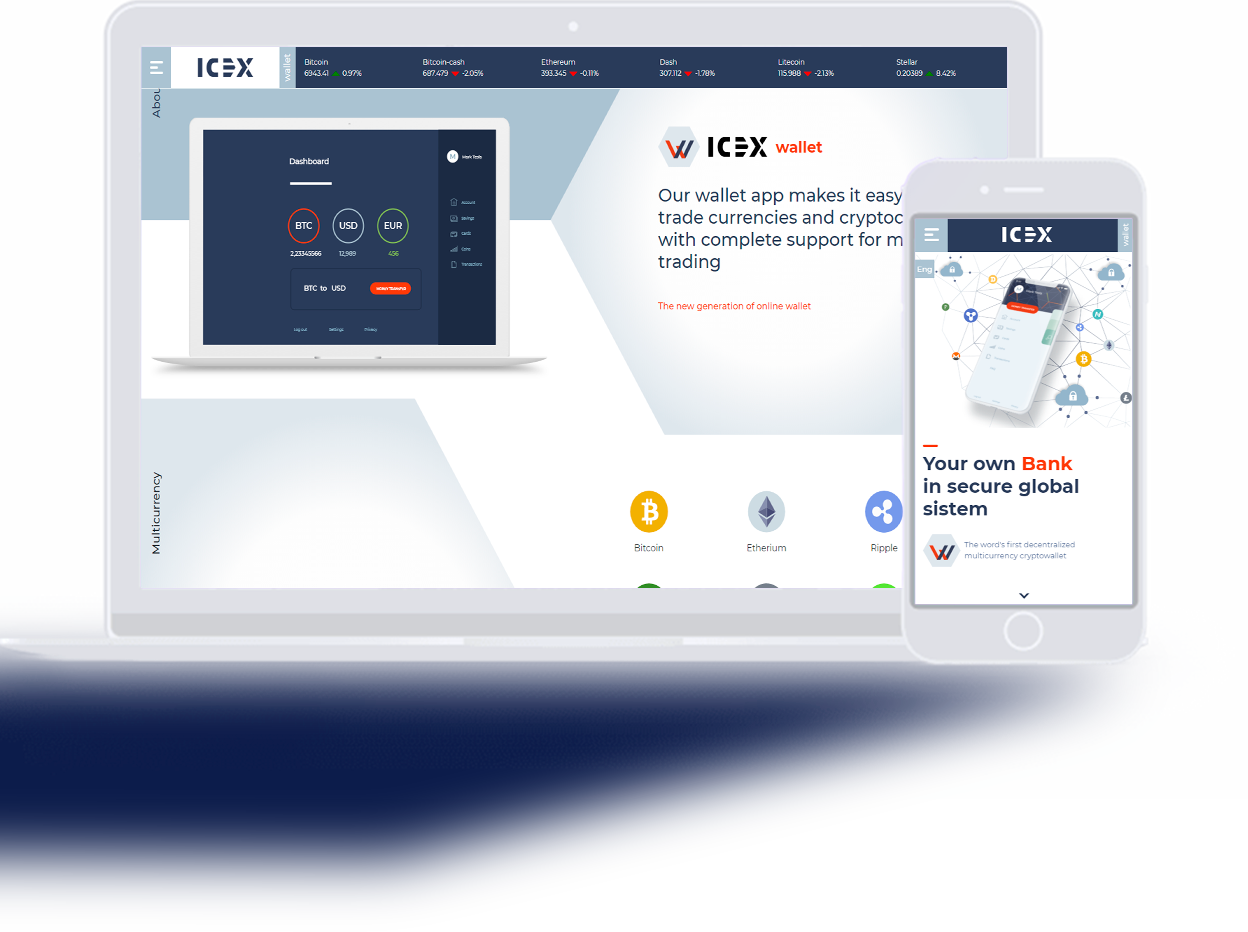 ICEX
wallet
Bitcoin
6943.41 0.97%
Bitcoin-cash
687.479 -2.05%
Ethereum
393.345 -0.11%
Dash
307.112 -1.78%
Litecoin
115.988 -2.13%
Stellar
0.20389 8.42%
Abou
Dashboard
BTC
USD
EUR
2,23345566
12,989
456
BTC to USD
MONEY TRANSFER
Log out
Settings
Privacy
M
Mark Tesla
Account
Savings
Cards
Coins
Transactions
W ICEX wallet
Our wallet app makes it easy
trade currencies and cryptoc
with complete support for m
trading
The new generation of online wallet
Multicurrency
Bitcoin
Etherium
Ripple
ICEX
wallet
Eng
Your own Bank
in secure global
sistem
The word's first decentralized
multicurrency cryptowallet